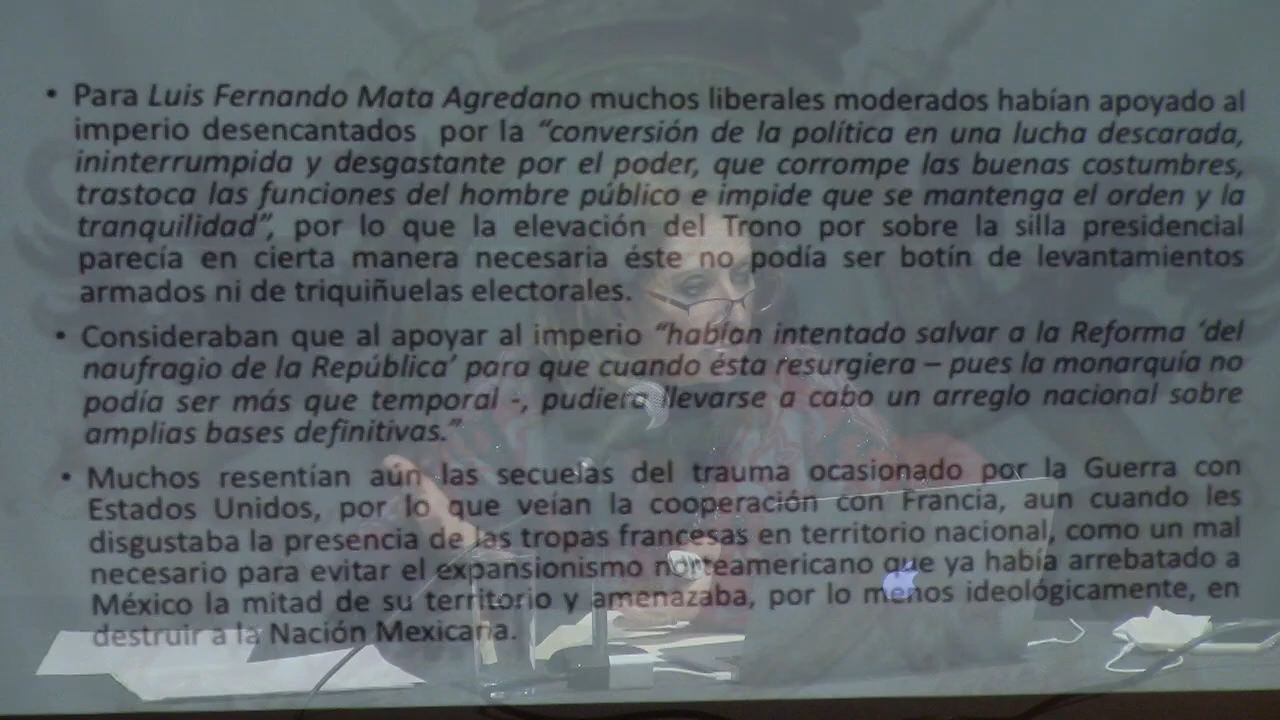 • Para Luis Fernando Mata Agredano muchos liberales moderados habían apoyado al
imperio desencantados por la “conversión de la política en una lucha descarada,
ininterrumpida y desgastante por el poder, que corrompe las buenas costumbres,
trastoca las funciones del hombre público e impide que se mantenga el orden y la
tranquilidad”, por lo que la elevación del Trono por sobre la silla presidencial
parecía en cierta manera necesaria éste no podía ser botín de levantamientos
armados ni de triquiñuelas electorales.
• Consideraban que al apoyar al imperio “habían intentado salvar a la Reforma ‘del
naufragio de la República’ para que cuando ésta resurgiera – pues la monarquía no
podía ser más que temporal -, pudiera llevarse a cabo un arreglo nacional sobre
amplias bases definitivas.”
• Muchos resentían aún las secuelas del trauma ocasionado por la Guerra con
Estados Unidos, por lo que veían la cooperación con Francia, aun cuando les
disgustaba la presencia de las tropas francesas en territorio nacional, como un mal
necesario para evitar el expansionismo norteamericano que ya había arrebatado a
México la mitad de su territorio y amenazaba, por lo menos ideológicamente, en
destruir a la Nación Mexicana.